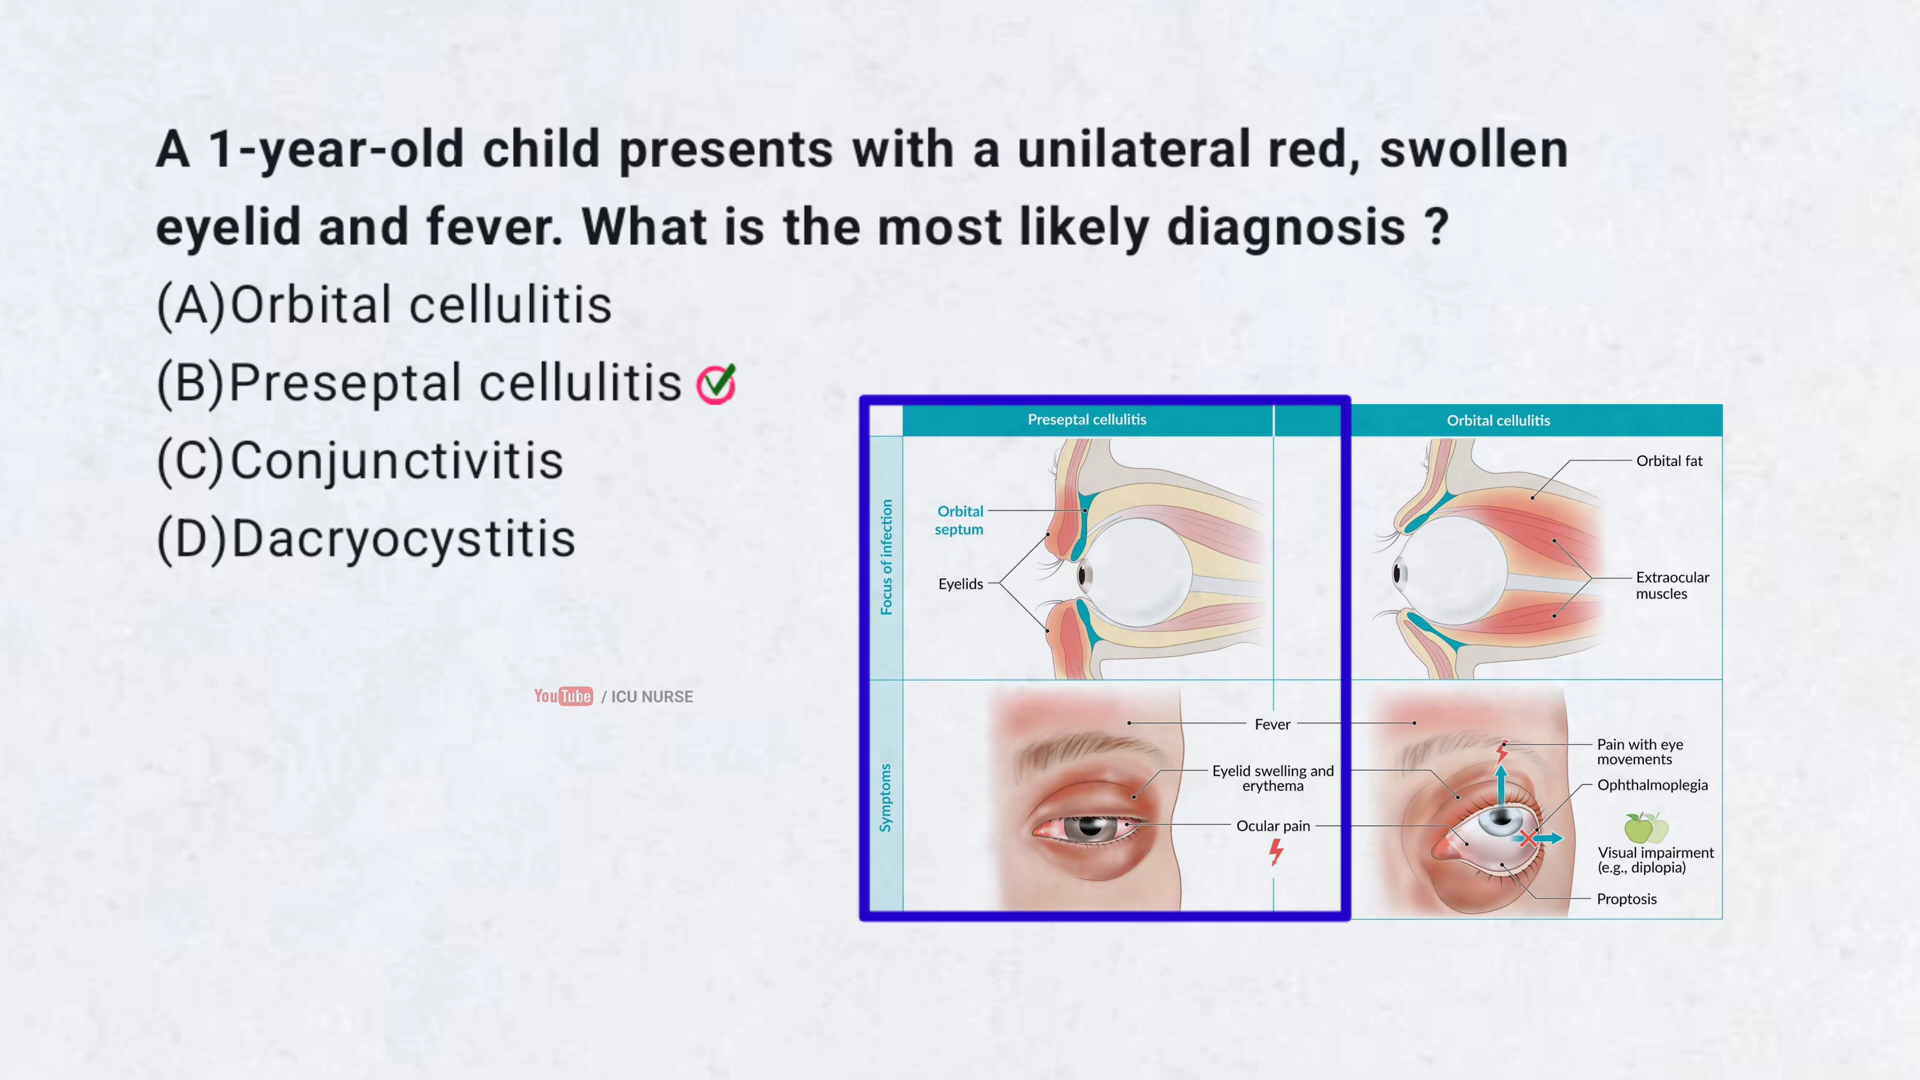 A 1-year-old child presents with a unilateral red, swollen
eyelid and fever. What is the most likely diagnosis ?
(A)Orbital cellulitis
(B)Preseptal cellulitis
(C)Conjunctivitis
(D)Dacryocystitis
YouTube / ICU NURSE
Preseptal cellulitis
Orbital cellulitis
Focus of infection
Orbital
septum
Eyelids
Orbital fat
Extraocular
muscles
Symptoms
Fever
Eyelid swelling and
erythema
Ocular pain
Pain with eye
movements
Ophthalmoplegia
Visual impairment
(e.g., diplopia)
Proptosis